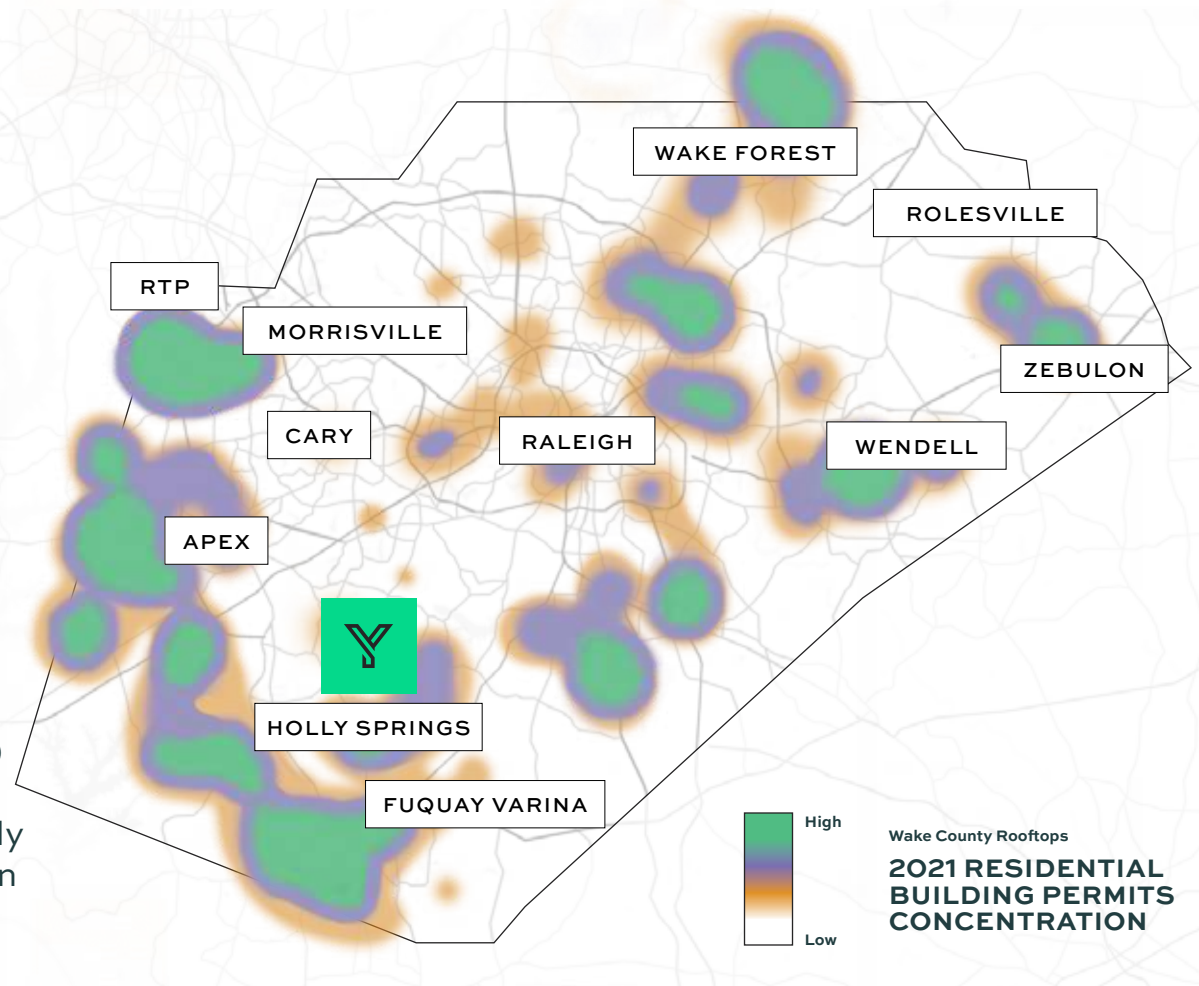 WAKE FOREST
ROLESVILLE
RTP
MORRISVILLE
ZEBULON
CARY
RALEIGH
WENDELL
APEX
Y
HOLLY SPRINGS
FUQUAY VARINA
High
Low
Wake County Rooftops
2021 RESIDENTIAL
BUILDING PERMITS
CONCENTRATION